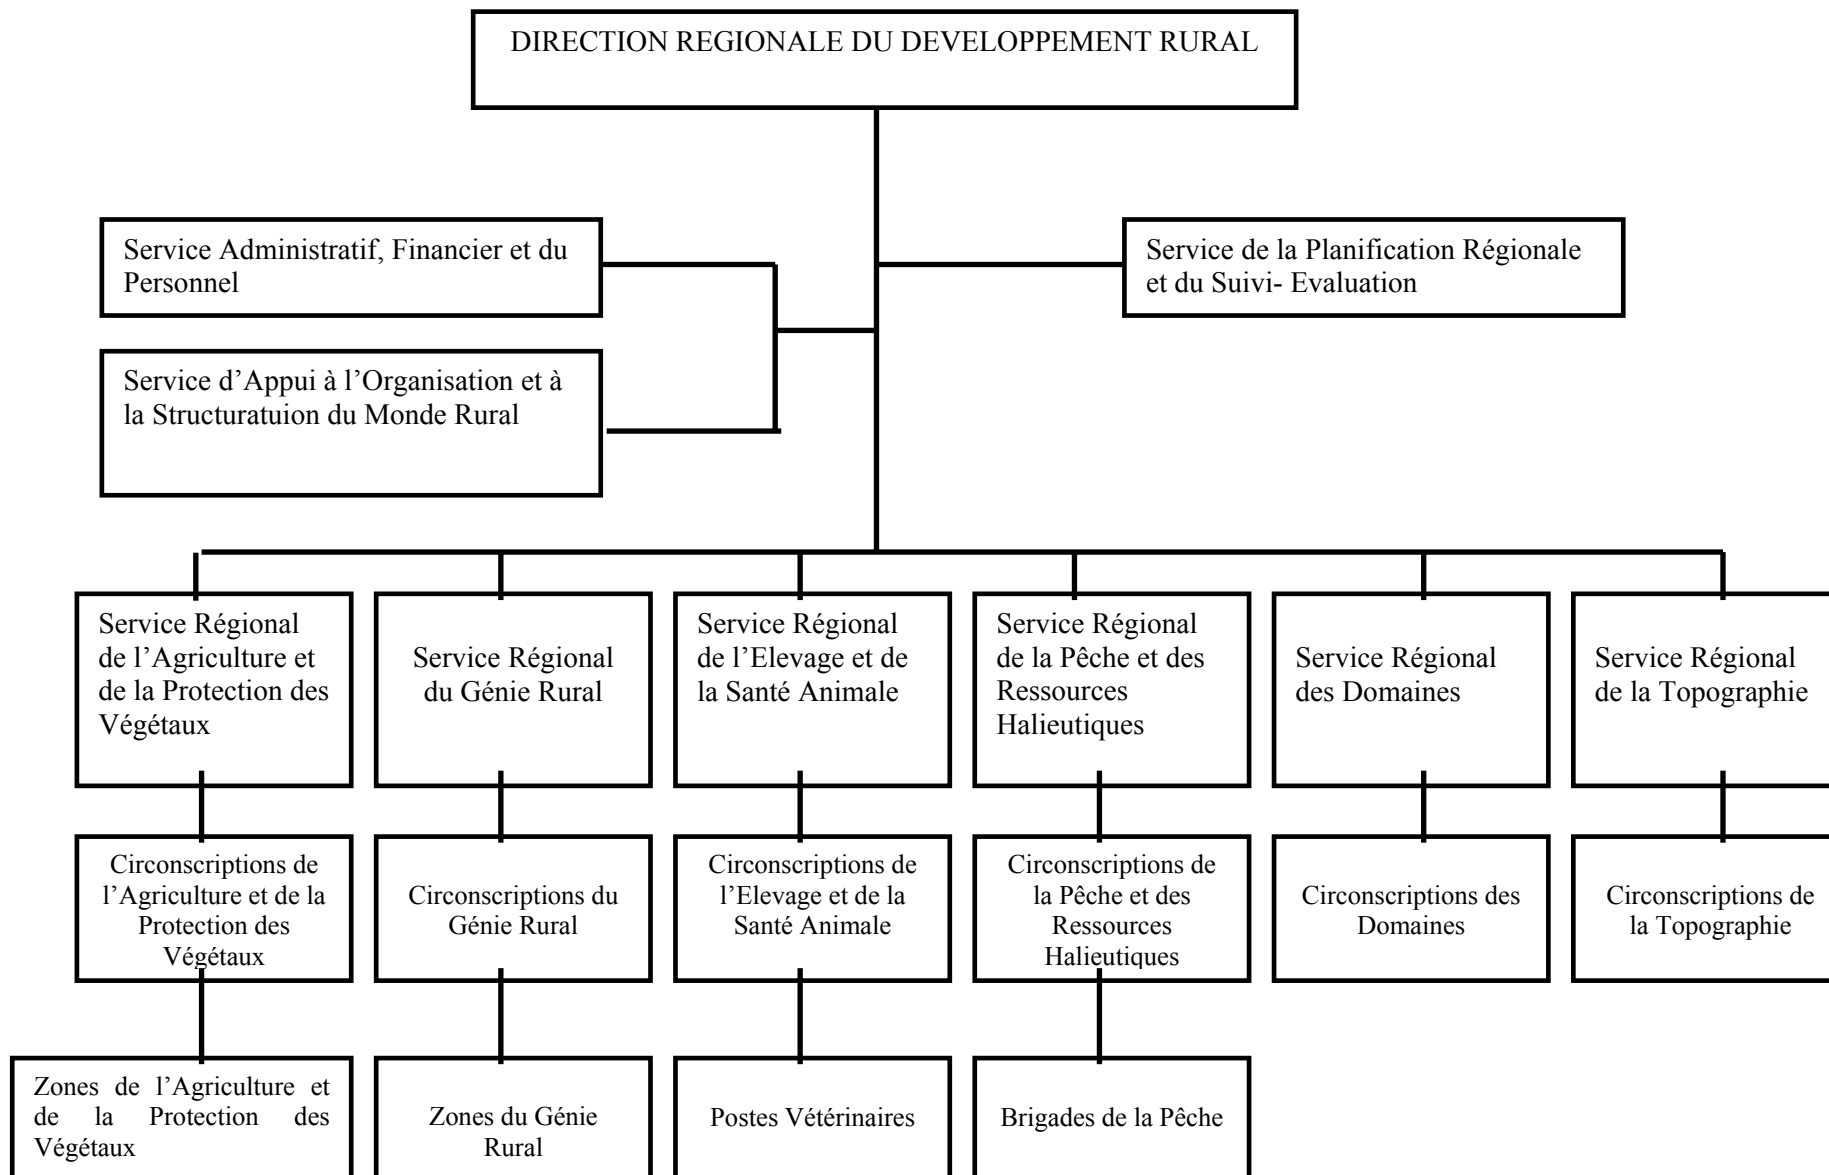 DIRECTION REGIONALE DU DEVELOPPEMENT RURAL
Service Administratif, Financier et du
Personnel
Service de la Planification Régionale
et du Suivi- Evaluation
Service d’Appui à l’Organisation et à
la Structuratuion du Monde Rural
Service Régional
de l’Agriculture et
de la Protection des
Végétaux
Service Régional
du Génie Rural
Service Régional
de l’Elevage et de
la Santé Animale
Service Régional
de la Pêche et des
Ressources
Halieutiques
Service Régional
des Domaines
Service Régional
de la Topographie
Circonscriptions de
l’Agriculture et de la
Protection des
Végétaux
Circonscriptions du
Génie Rural
Circonscriptions de
l’Elevage et de la
Santé Animale
Circonscriptions de
la Pêche et des
Ressources
Halieutiques
Circonscriptions des
Domaines
Circonscriptions de
la Topographie
Zones de l’Agriculture et
de la Protection des
Végétaux
Zones du Génie
Rural
Postes Vétérinaires
Brigades de la Pêche